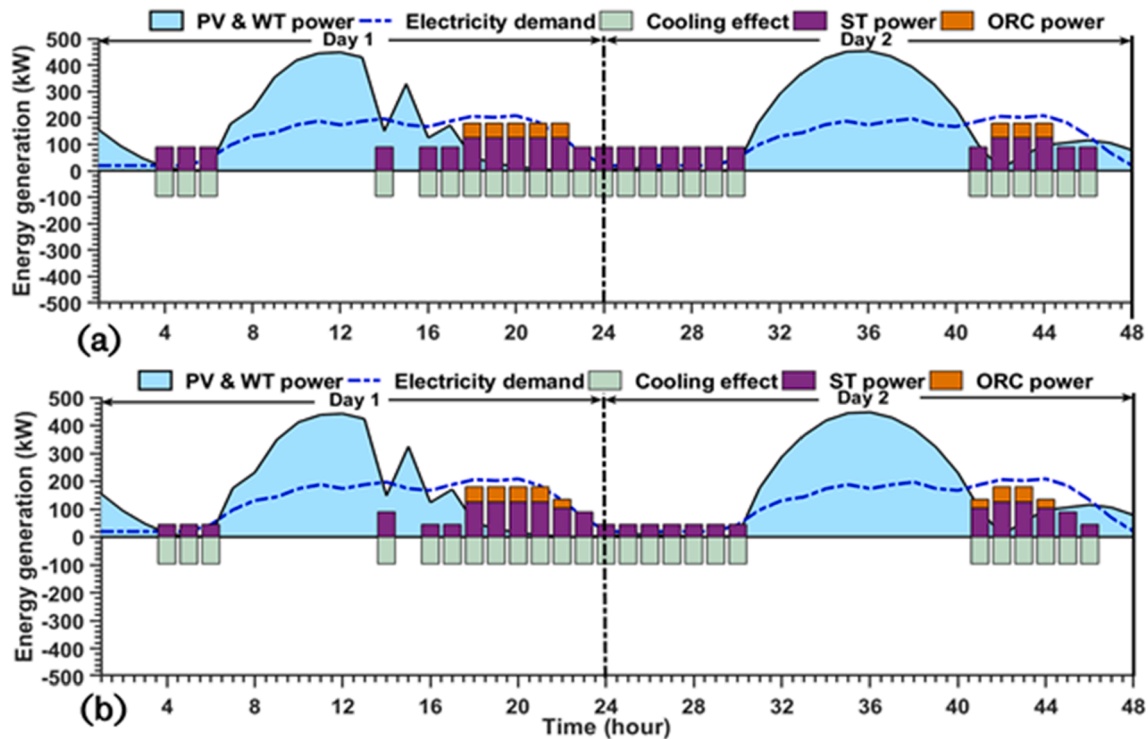 PV & WT power Electricity demand Cooling effect ST power ORC power
Day 1 Day 2
Energy generation (kW)
500
400
300
200
100
0
-100
-200
-300
-400
-500
4 8 12 16 20 24 28 32 36 40 44 48
(a)
PV & WT power Electricity demand Cooling effect ST power ORC power
Day 1 Day 2
Energy generation (kW)
500
400
300
200
100
0
-100
-200
-300
-400
-500
4 8 12 16 20 24 28 32 36 40 44 48
(b)
Time (hour)